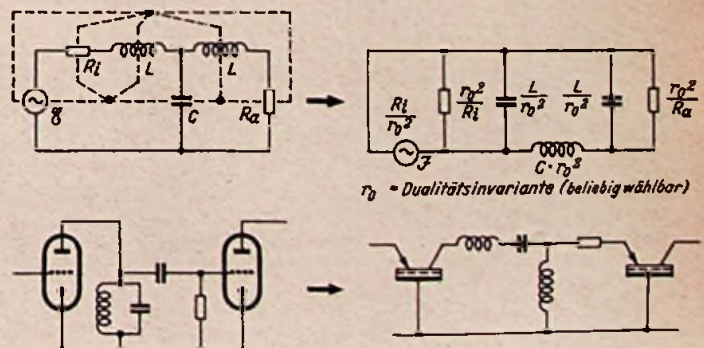 Ri
L
L
C
Ra
Ri
r₀²
r₀²
Ri
L
r₀²
L
r₀²
r₀²
Ra
C·r₀²
r₀ = Dualitätsinvariante (beliebig wählbar)